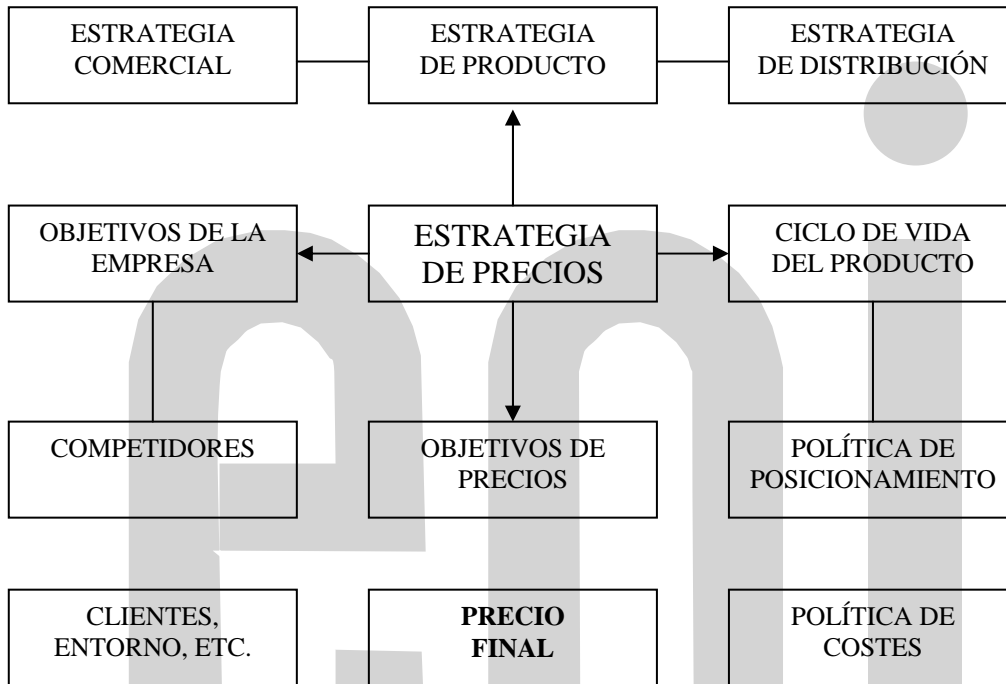 ESTRATEGIA
COMERCIAL
ESTRATEGIA
DE PRODUCTO
ESTRATEGIA
DE DISTRIBUCIÓN
OBJETIVOS DE LA
EMPRESA
ESTRATEGIA
DE PRECIOS
CICLO DE VIDA
DEL PRODUCTO
COMPETIDORES
OBJETIVOS DE
PRECIOS
POLÍTICA DE
POSICIONAMIENTO
CLIENTES,
ENTORNO, ETC.
PRECIO
FINAL
POLÍTICA DE
COSTES